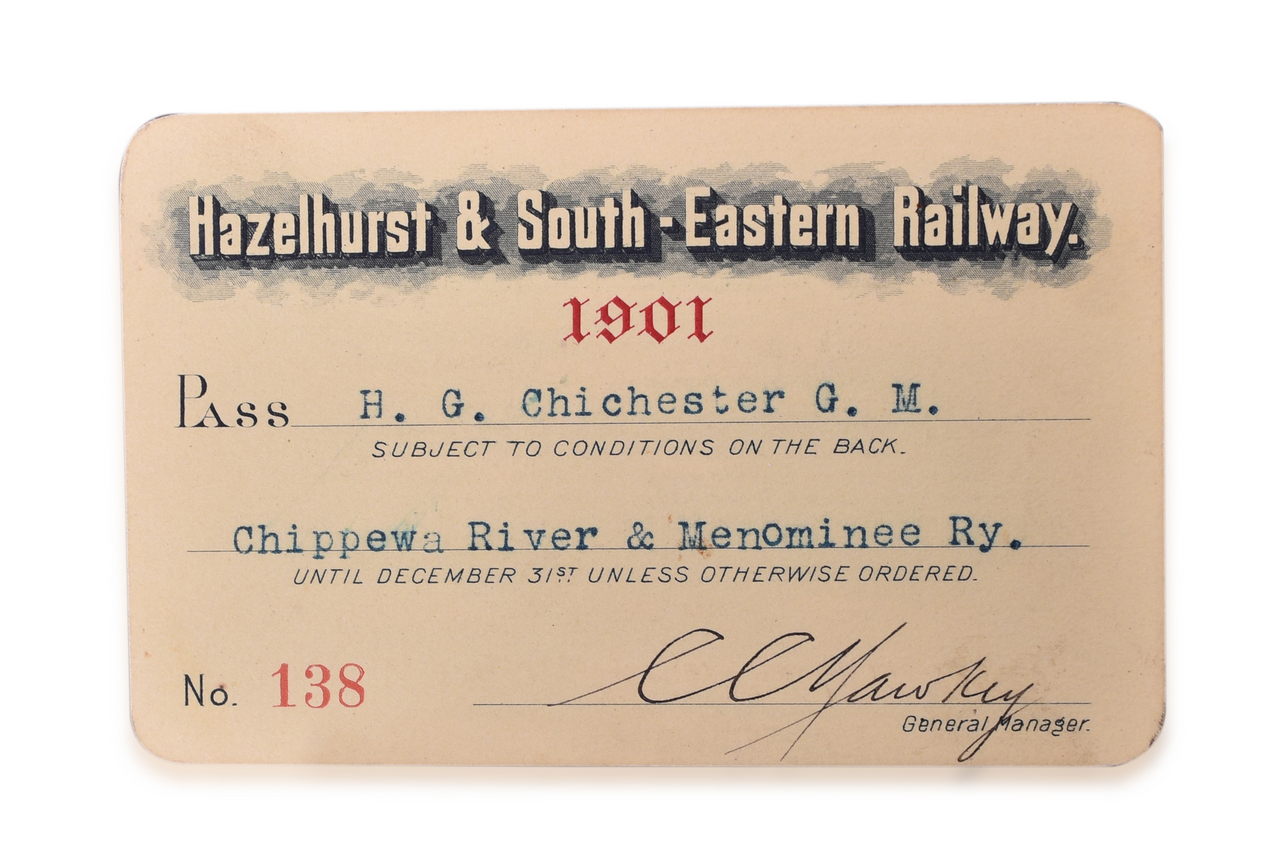 Hazelhurst & South-Eastern Railway.
1901
Pass H. G. Chichester G. M.
SUBJECT TO CONDITIONS ON THE BACK.
Chippewa River & Menominee Ry.
UNTIL DECEMBER 31ST UNLESS OTHERWISE ORDERED.
No. 138
C C Yawkey
General Manager.